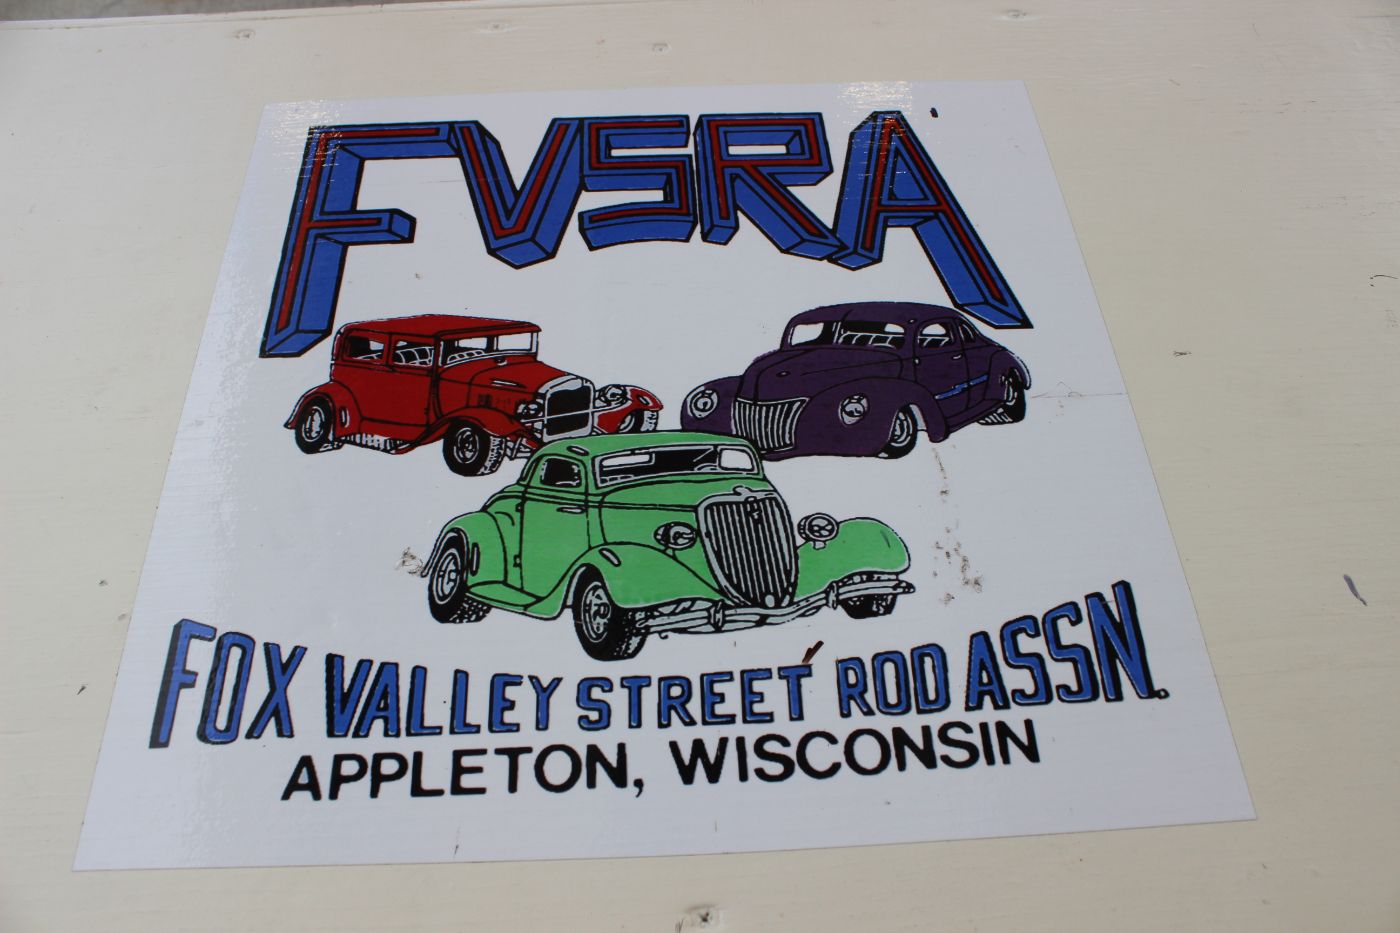 FVSRA
FOX VALLEY STREET ROD ASSN.
APPLETON, WISCONSIN